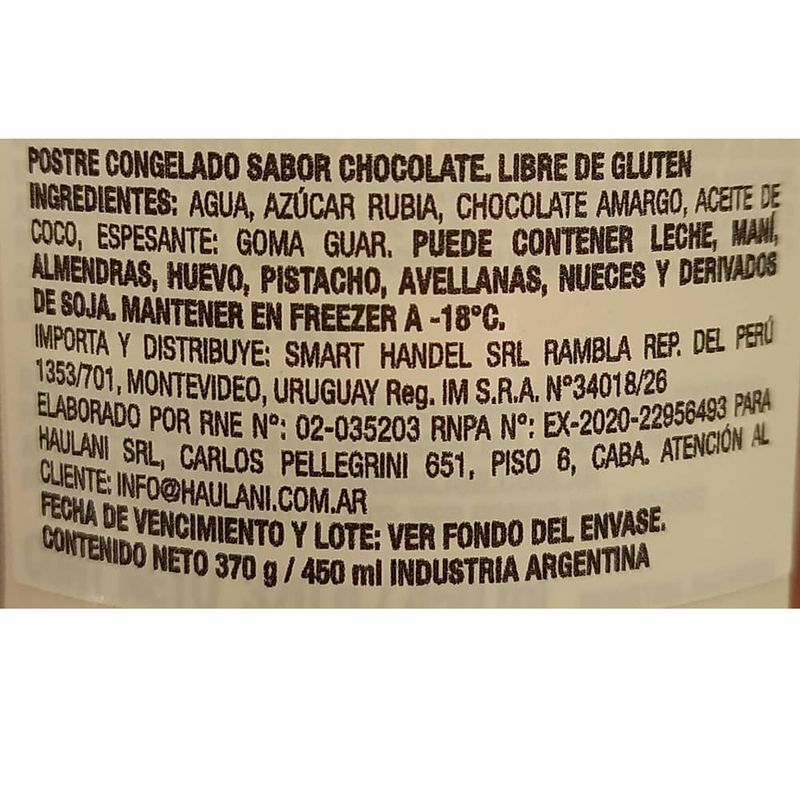 POSTRE CONGELADO SABOR CHOCOLATE. LIBRE DE GLUTEN
INGREDIENTES: AGUA, AZÚCAR RUBIA, CHOCOLATE AMARGO, ACEITE DE
COCO, ESPESANTE: GOMA GUAR. PUEDE CONTENER LECHE, MANÍ,
ALMENDRAS, HUEVO, PISTACHO, AVELLANAS, NUECES Y DERIVADOS
DE SOJA. MANTENER EN FREEZER A -18°C.
IMPORTA Y DISTRIBUYE: SMART HANDEL SRL RAMBLA REP. DEL PERÚ
1353/701, MONTEVIDEO, URUGUAY Reg. IM S.R.A. N°34018/26
ELABORADO POR RNE Nº: 02-035203 RNPA Nº: EX-2020-22956493 PARA
HAULANI SRL, CARLOS PELLEGRINI 651, PISO 6, CABA. ATENCIÓN AL
CLIENTE: INFO@HAULANI.COM.AR
FECHA DE VENCIMIENTO Y LOTE: VER FONDO DEL ENVASE.
CONTENIDO NETO 370 g / 450 ml INDUSTRIA ARGENTINA